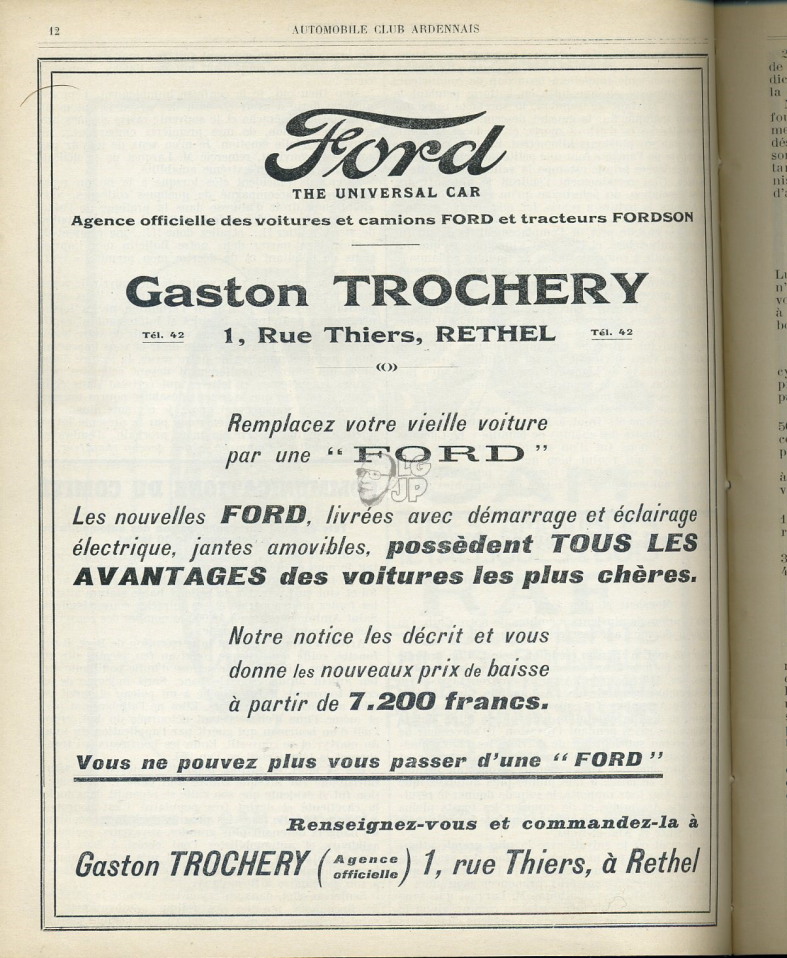 12
AUTOMOBILE CLUB ARDENNAIS
Ford
THE UNIVERSAL CAR
Agence officielle des voitures et camions FORD et tracteurs FORDSON
Gaston TROCHERY
Tél. 42 1, Rue Thiers, RETHEL Tél. 42
Remplacez votre vieille voiture
par une “ FORD ”
LG
JP
Les nouvelles FORD, livrées avec démarrage et éclairage
électrique, jantes amovibles, possèdent TOUS LES
AVANTAGES des voitures les plus chères.
Notre notice les décrit et vous
donne les nouveaux prix de baisse
à partir de 7.200 francs.
Vous ne pouvez plus vous passer d'une “ FORD ”
Renseignez-vous et commandez-la à
Gaston TROCHERY (Agence officielle) 1, rue Thiers, à Rethel